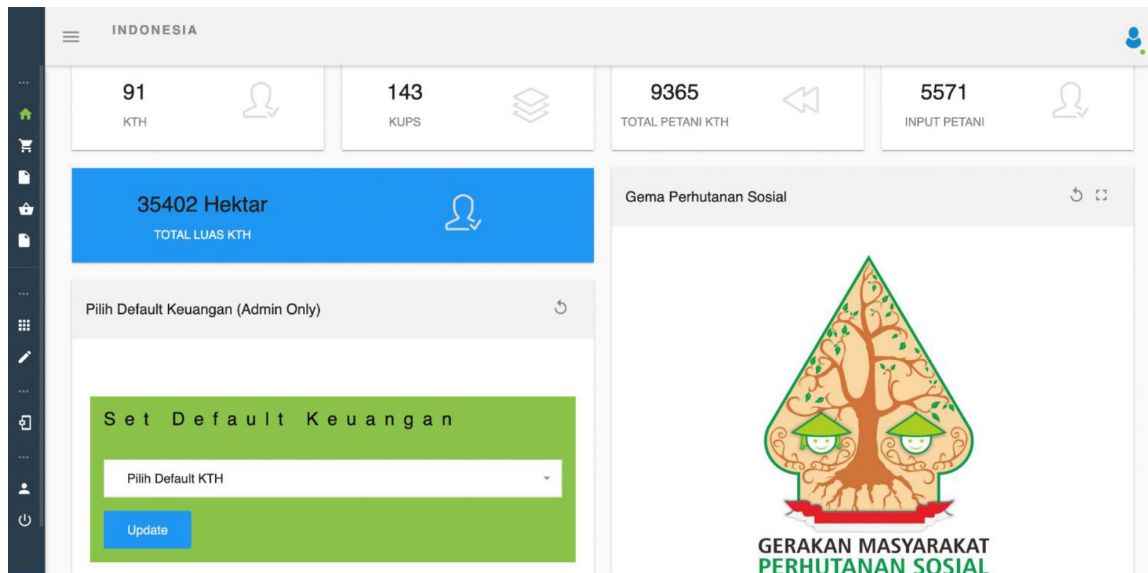 INDONESIA
91
KTH
143
KUPS
9365
TOTAL PETANI KTH
5571
INPUT PETANI
35402 Hektar
TOTAL LUAS KTH
Gema Perhutanan Sosial
Pilih Default Keuangan (Admin Only)
Set Default Keuangan
Pilih Default KTH
Update
GERAKAN MASYARAKAT
PERHUTANAN SOSIAL